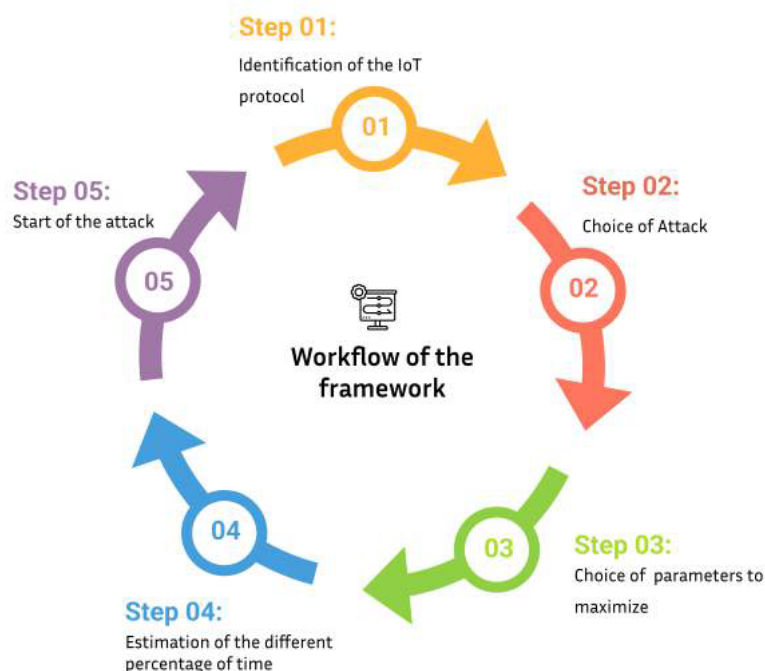 Step 01:
Identification of the IoT
protocol
01
Step 02:
Choice of Attack
02
Step 03:
Choice of parameters to
maximize
03
Step 04:
Estimation of the different
percentage of time
04
Step 05:
Start of the attack
05
Workflow of the
framework